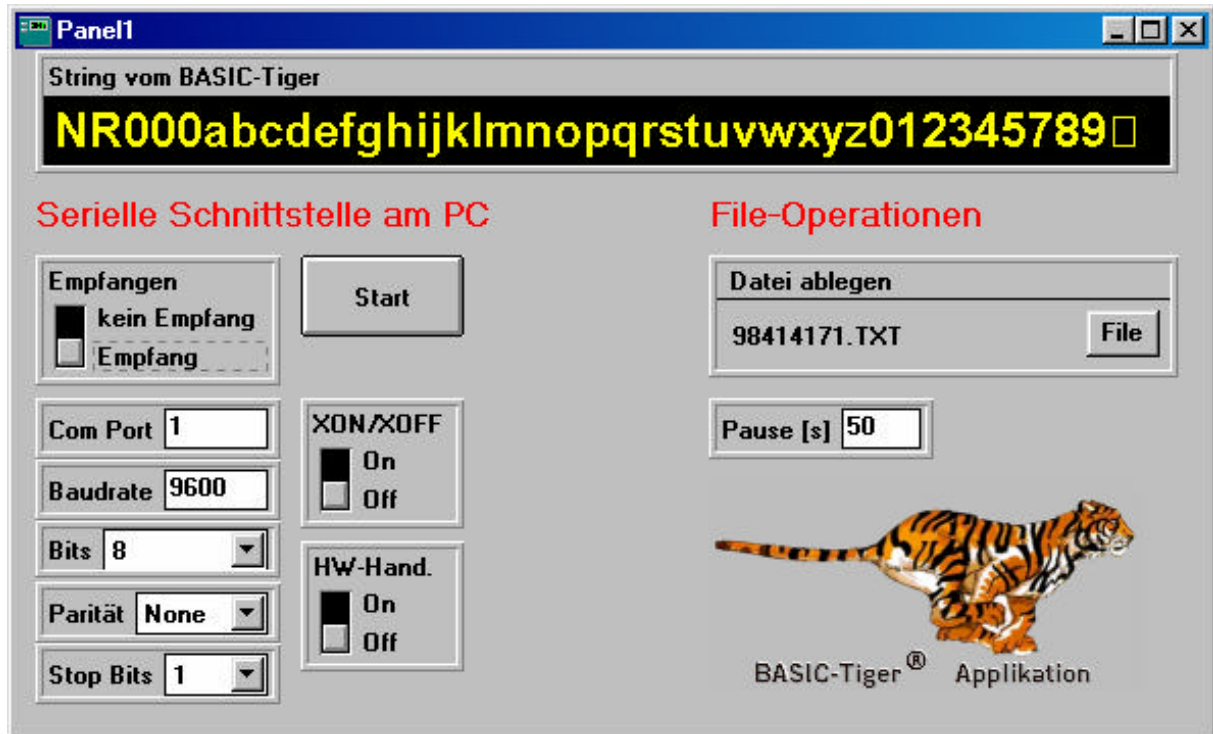 Panel1
String vom BASIC-Tiger
NR000abcdefghijklmnopqrstuvwxyz012345789▯
Serielle Schnittstelle am PC
File-Operationen
Empfangen
kein Empfang
Empfang
Start
Datei ablegen
98414171.TXT
File
Com Port 1
Baudrate 9600
Bits 8
Parität None
Stop Bits 1
XON/XOFF
On
Off
HW-Hand.
On
Off
Pause [s] 50
BASIC-Tiger® Applikation